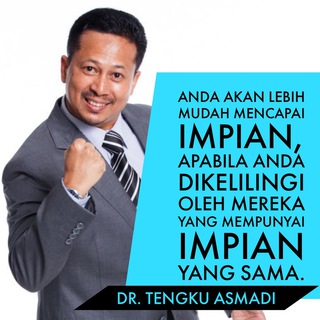 ANDA AKAN LEBIH
MUDAH MENCAPAI
IMPIAN,
APABILA ANDA
DIKELILINGI
OLEH MEREKA
YANG MEMPUNYAI
IMPIAN
YANG SAMA.
DR. TENGKU ASMADI